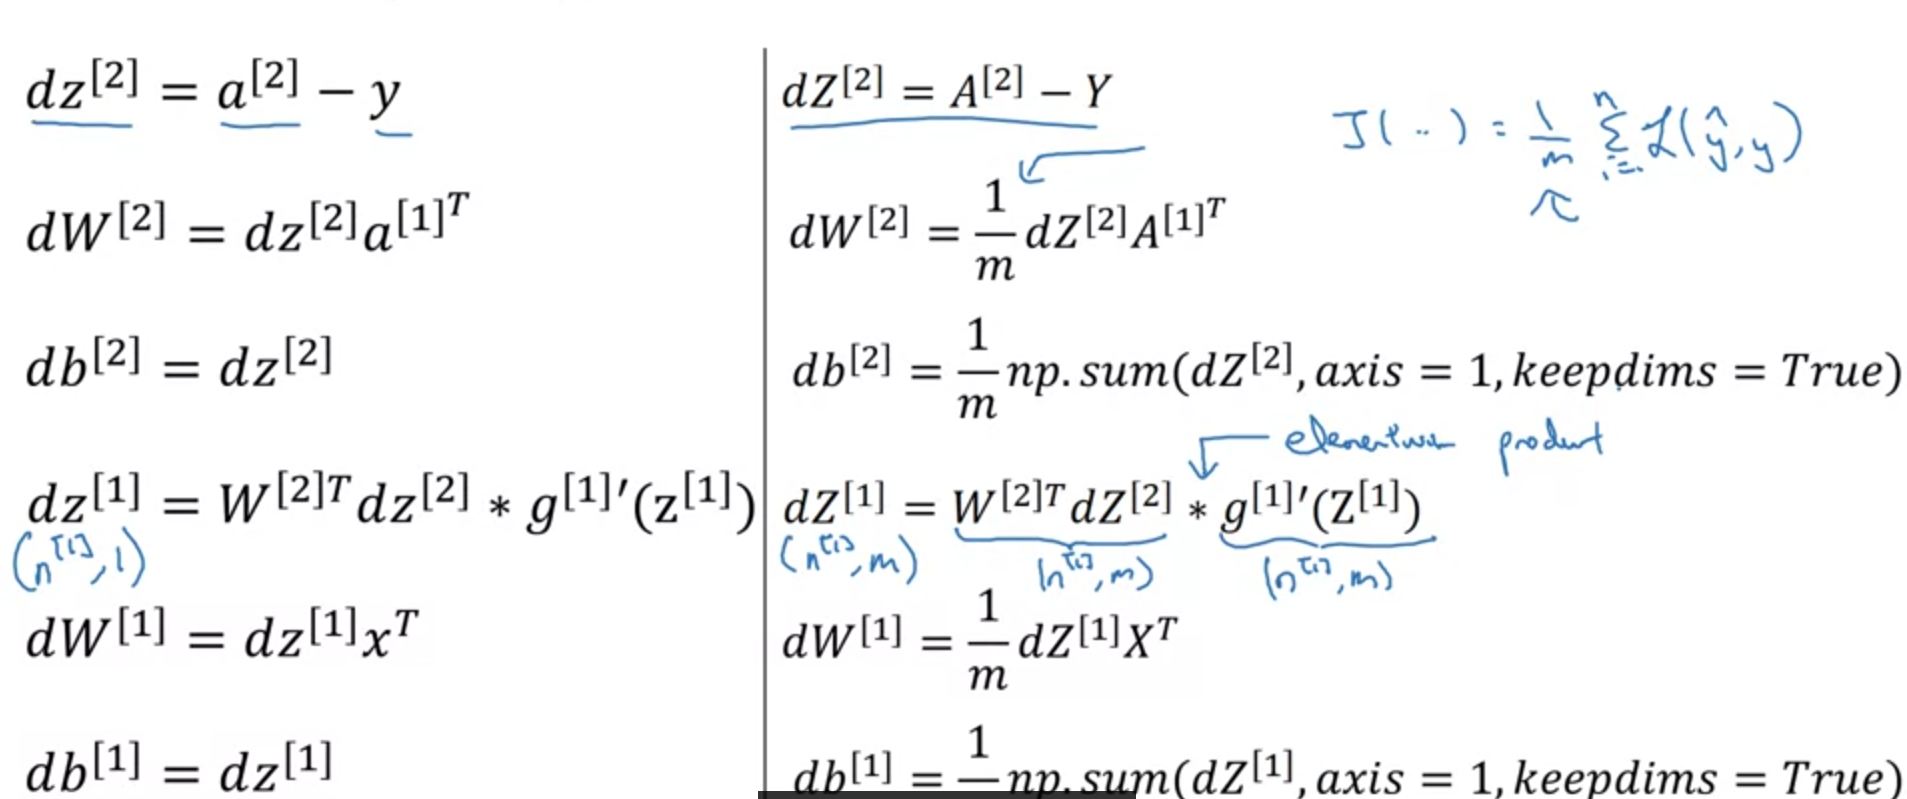 dz^[2] = a^[2] − y
dW^[2] = dz^[2]a^[1]^T
db^[2] = dz^[2]
dz^[1] = W^[2]T dz^[2] * g^[1]′(z^[1])
(n^[1], 1)
dW^[1] = dz^[1]x^T
db^[1] = dz^[1]
dZ^[2] = A^[2] − Y
J(..) = 1/m Σ^n_i=1 L(ŷ, y)
dW^[2] = 1/m dZ^[2]A^[1]^T
db^[2] = 1/m np.sum(dZ^[2], axis = 1, keepdims = True)
product
dZ^[1] = W^[2]T dZ^[2] * g^[1]′(Z^[1])
(n^[1], m) (n^[1], m) (n^[1], m)
dW^[1] = 1/m dZ^[1]X^T
db^[1] = 1/m np.sum(dZ^[1], axis = 1, keepdims = True)